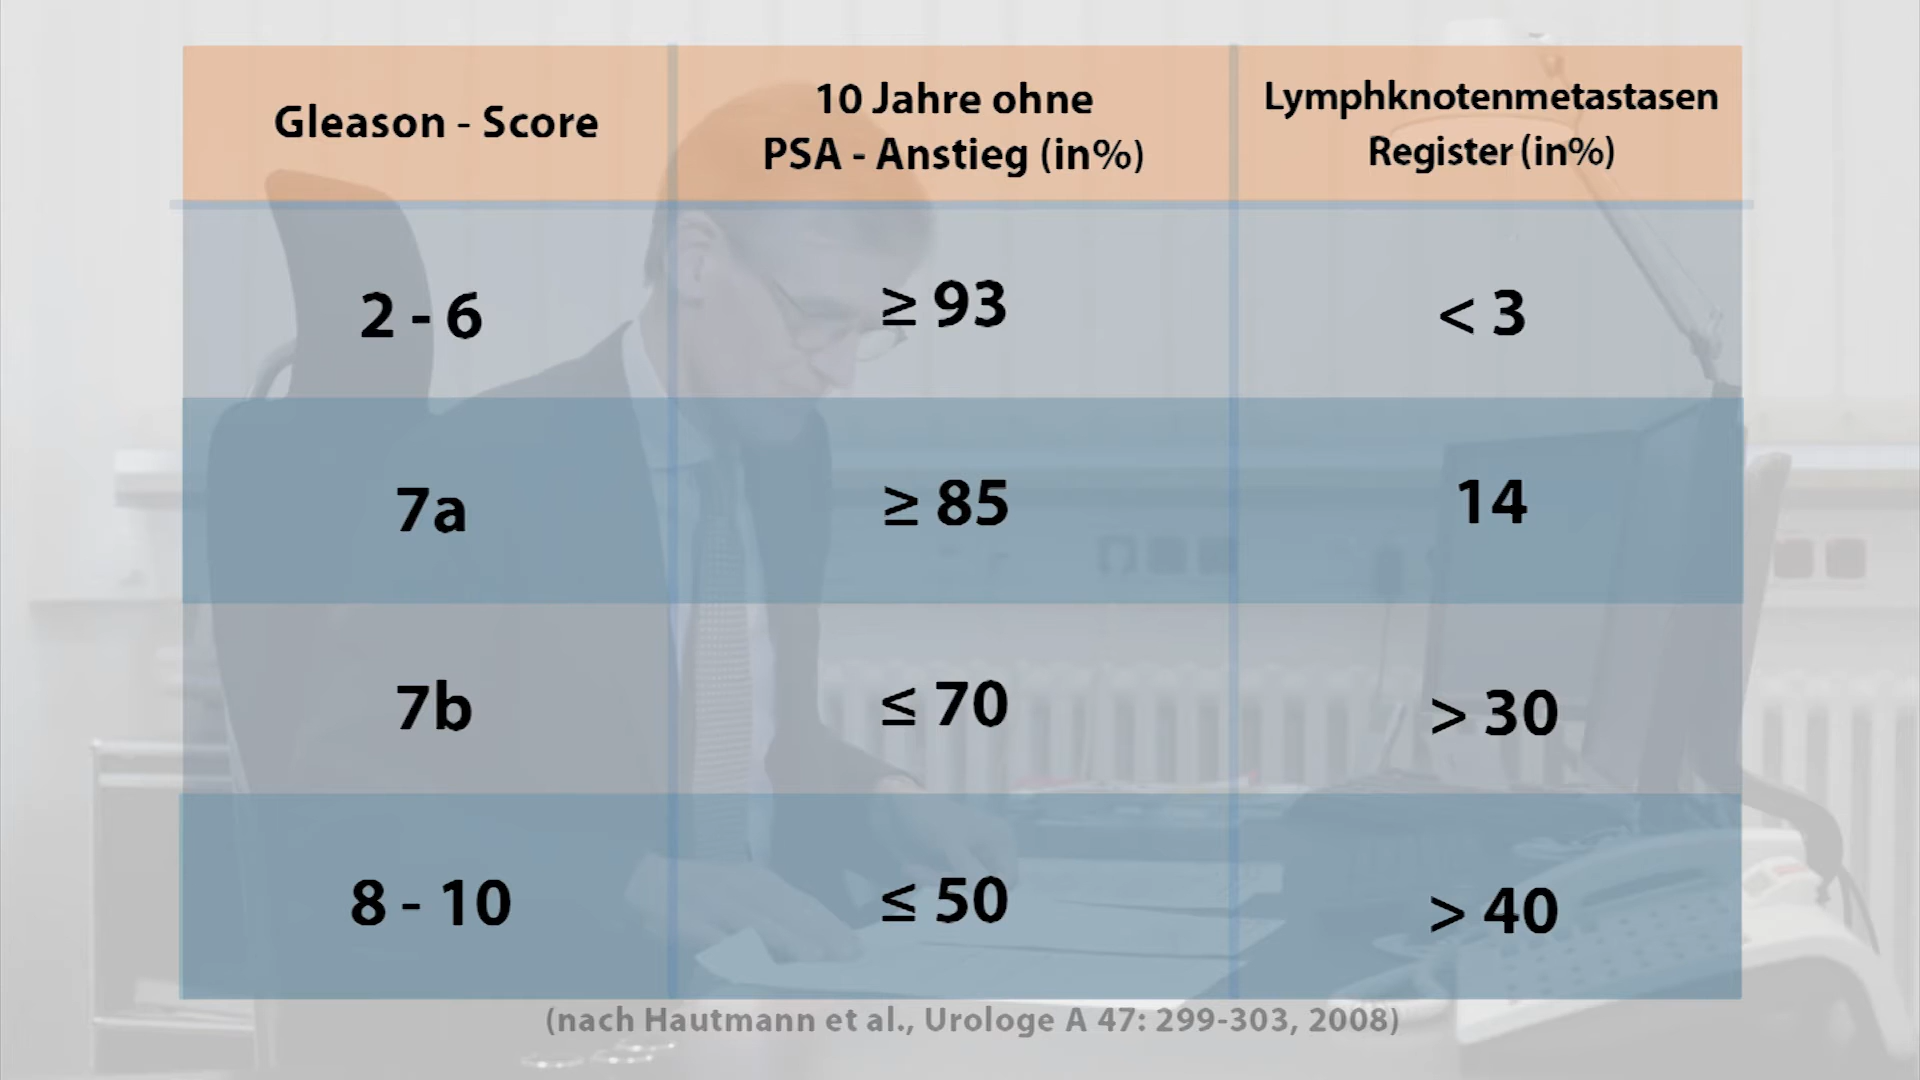 Gleason - Score
10 Jahre ohne
PSA - Anstieg (in%)
Lymphknotenmetastasen
Register (in%)
2 - 6
≥ 93
< 3
7a
≥ 85
14
7b
≤ 70
> 30
8 - 10
≤ 50
> 40
(nach Hautmann et al., Urologe A 47: 299-303, 2008)